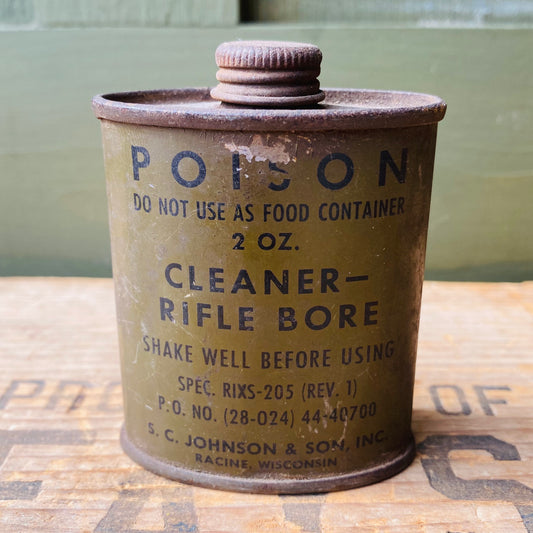 POISON
DO NOT USE AS FOOD CONTAINER
2 OZ.
CLEANER—
RIFLE BORE
SHAKE WELL BEFORE USING
SPEC. RIXS-205 (REV. 1)
P.O. NO. (28-024) 44-40700
S. C. JOHNSON & SON, INC.
RACINE, WISCONSIN
OF